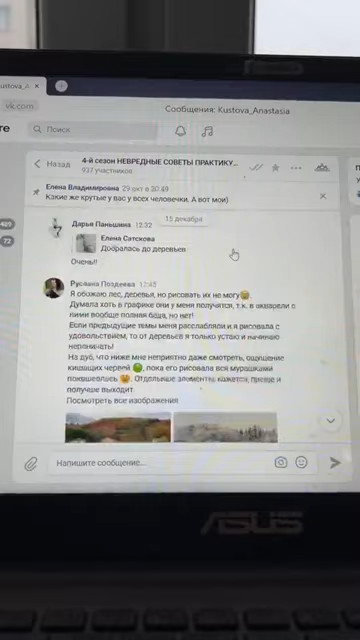 Kustova_A
vk.com
Сообщения: Kustova_Anastasia
Поиск
Назад
4-й сезон НЕВРЕДНЫЕ СОВЕТЫ ПРАКТИКУ...
937 участников
Елена Владимировна 29 окт в 20:49
Какие же крутые у вас у всех человечки. А вот мои)
15 декабря
Дарья Паньшина 12:32
Елена Сатскова
Добралась до деревьев
Очень!!
Руслана Поздеева 12:43
Я обожаю лес, деревья, но рисовать их не могу
Думала хоть в графике они у меня получатся, т.к. в акварели с
ними вообще полная беда, но нет!
Если предыдущие темы меня расслабляли и я рисовала с
удовольствием, то от деревьев я только устаю и начинаю
нервничать!
На дуб, что ниже мне неприятно даже смотреть, ощущение
кишащих червей, пока его рисовала вся мурашками
покрывалась. Отдельные элементы, кажется, проще и
получше выходят
Посмотреть все изображения
Напишите сообщение...
72
ASUS